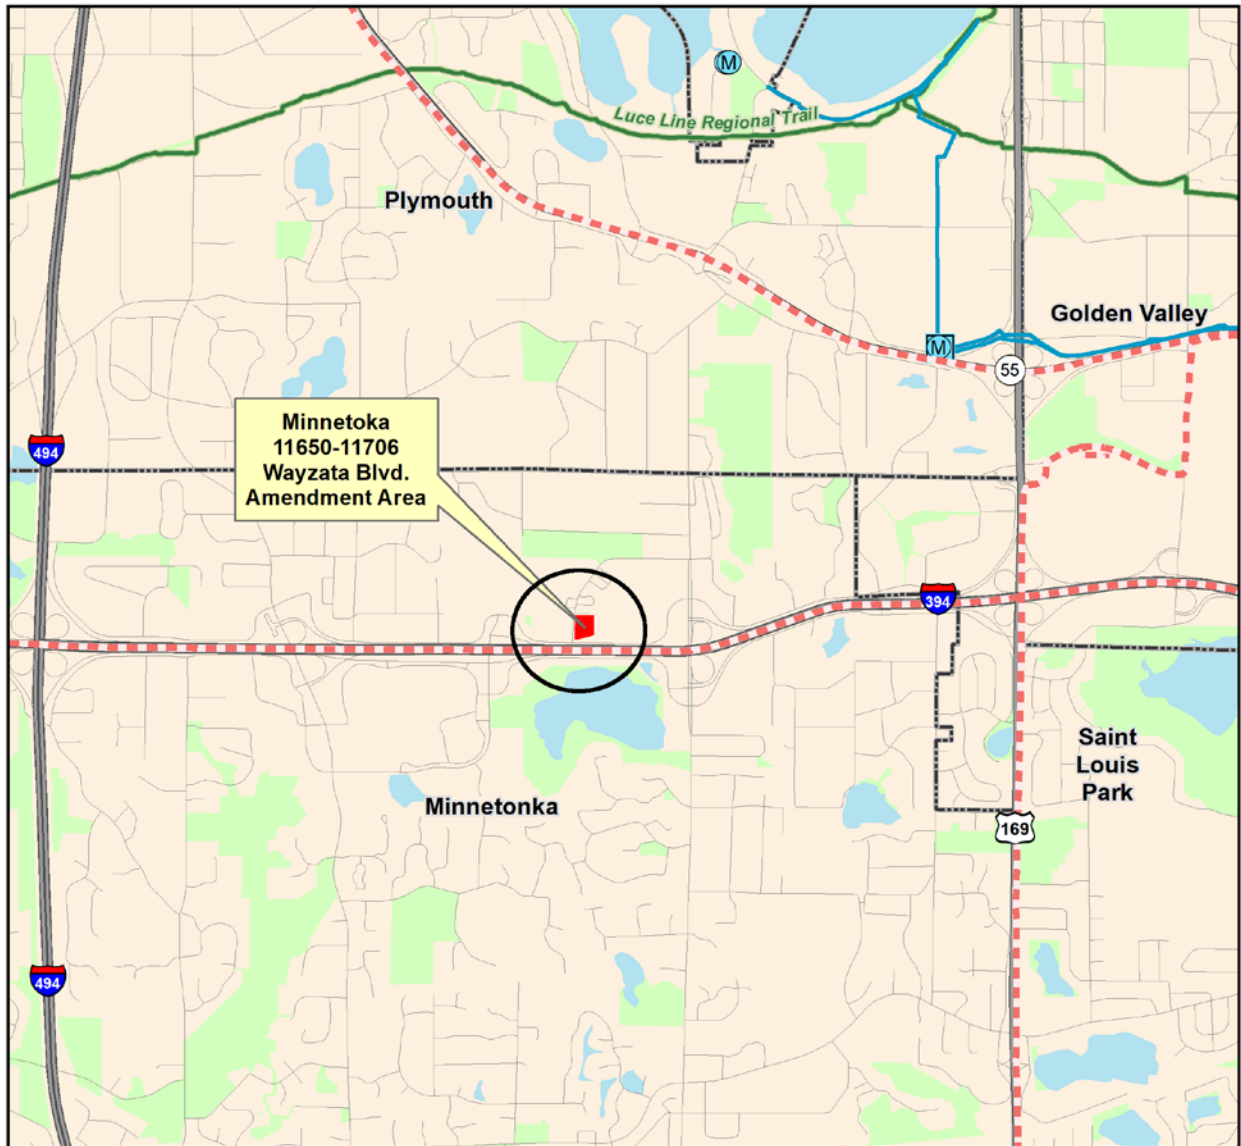 M
Luce Line Regional Trail
Plymouth
Golden Valley
M
55
Minnetoka
11650-11706
Wayzata Blvd.
Amendment Area
494
394
Saint
Louis
Park
Minnetonka
169
494